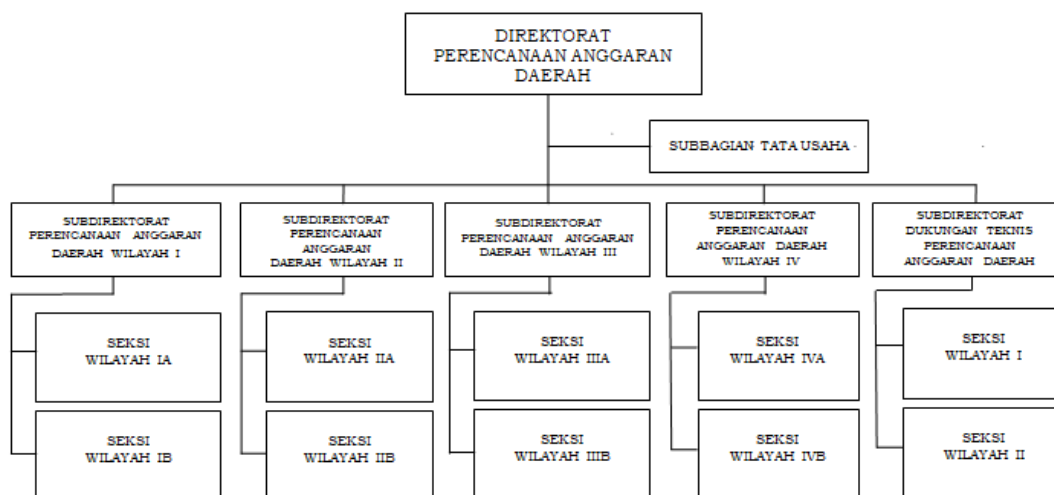 DIREKTORAT
PERENCANAAN ANGGARAN
DAERAH
SUBBAGIAN TATA USAHA
SUBDIREKTORAT
PERENCANAAN ANGGARAN
DAERAH WILAYAH I
SUBDIREKTORAT
PERENCANAAN
ANGGARAN
DAERAH WILAYAH II
SUBDIREKTORAT
PERENCANAAN ANGGARAN
DAERAH WILAYAH III
SUBDIREKTORAT
PERENCANAAN
ANGGARAN DAERAH
WILAYAH IV
SUBDIREKTORAT
DUKUNGAN TEKNIS
PERENCANAAN
ANGGARAN DAERAH
SEKSI
WILAYAH IA
SEKSI
WILAYAH IIA
SEKSI
WILAYAH IIIA
SEKSI
WILAYAH IVA
SEKSI
WILAYAH I
SEKSI
WILAYAH IB
SEKSI
WILAYAH IIB
SEKSI
WILAYAH IIIB
SEKSI
WILAYAH IVB
SEKSI
WILAYAH II